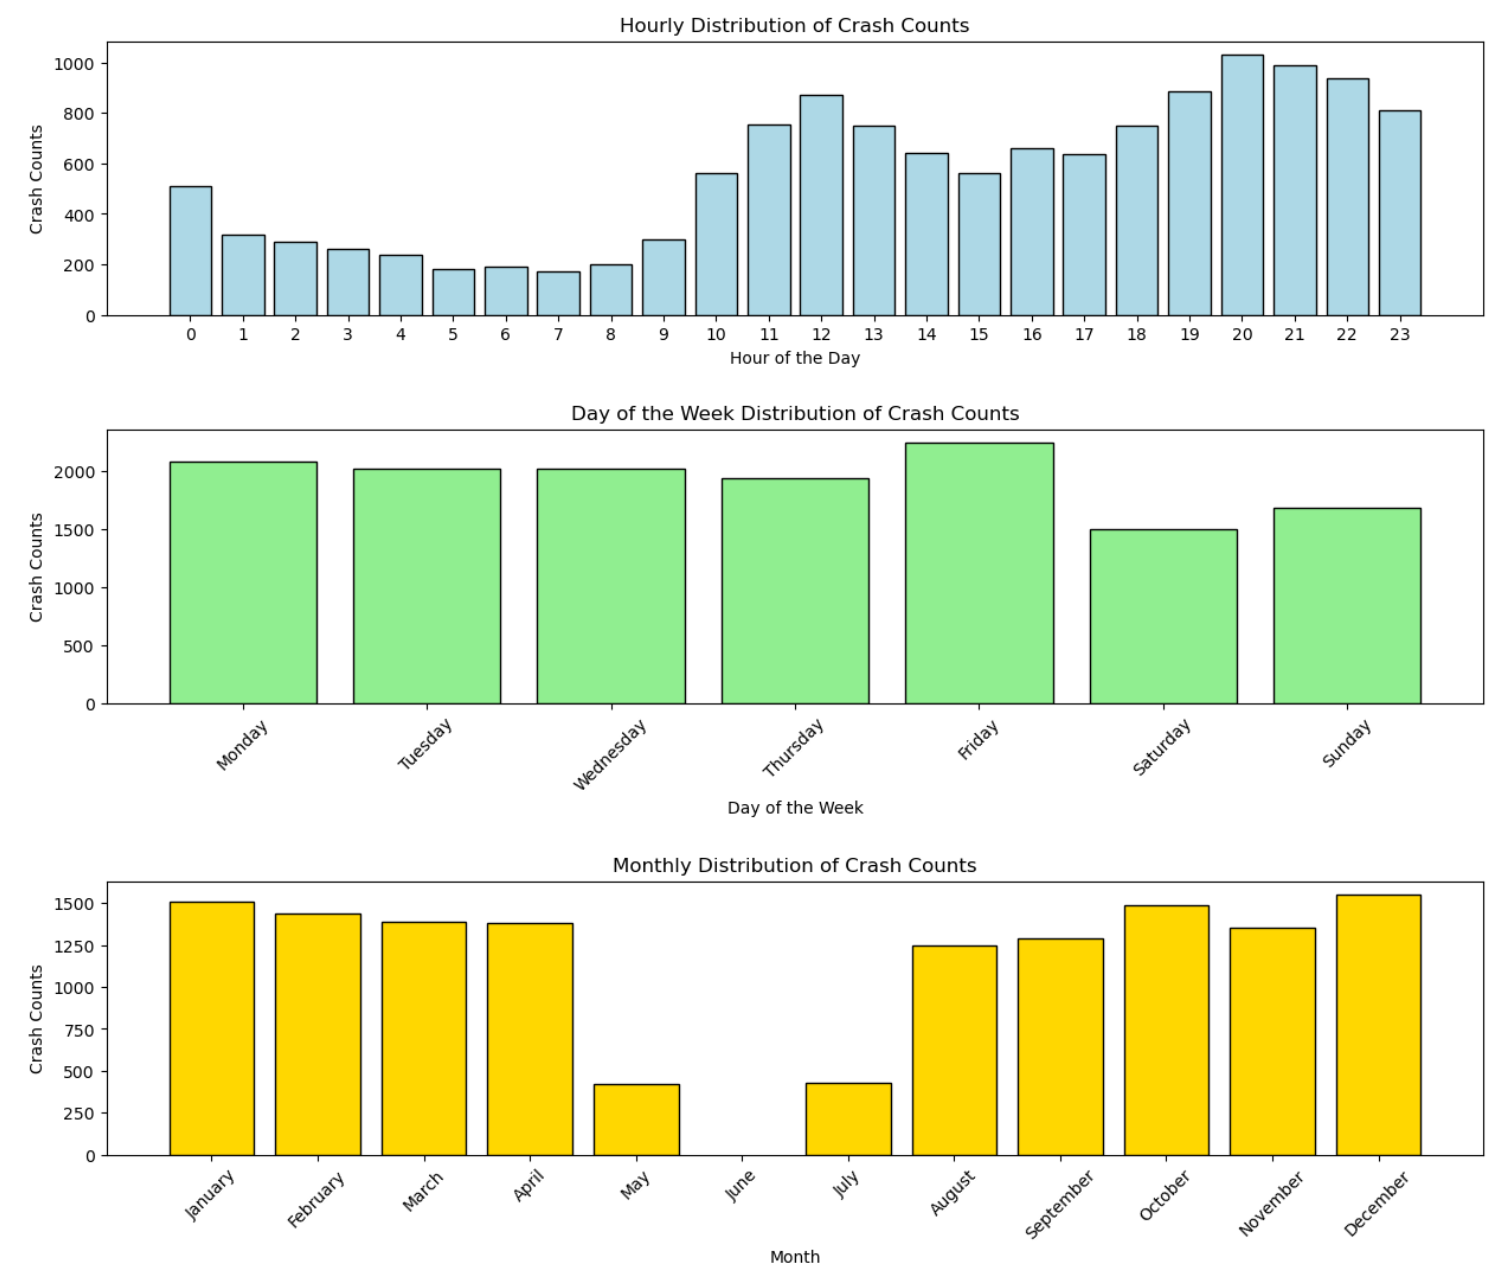 Hourly Distribution of Crash Counts
Crash Counts
1000
800
600
400
200
0
0 1 2 3 4 5 6 7 8 9 10 11 12 13 14 15 16 17 18 19 20 21 22 23
Hour of the Day
Day of the Week Distribution of Crash Counts
Crash Counts
2000
1500
1000
500
0
Monday Tuesday Wednesday Thursday Friday Saturday Sunday
Day of the Week
Monthly Distribution of Crash Counts
Crash Counts
1500
1250
1000
750
500
250
0
January February March April May June July August September October November December
Month